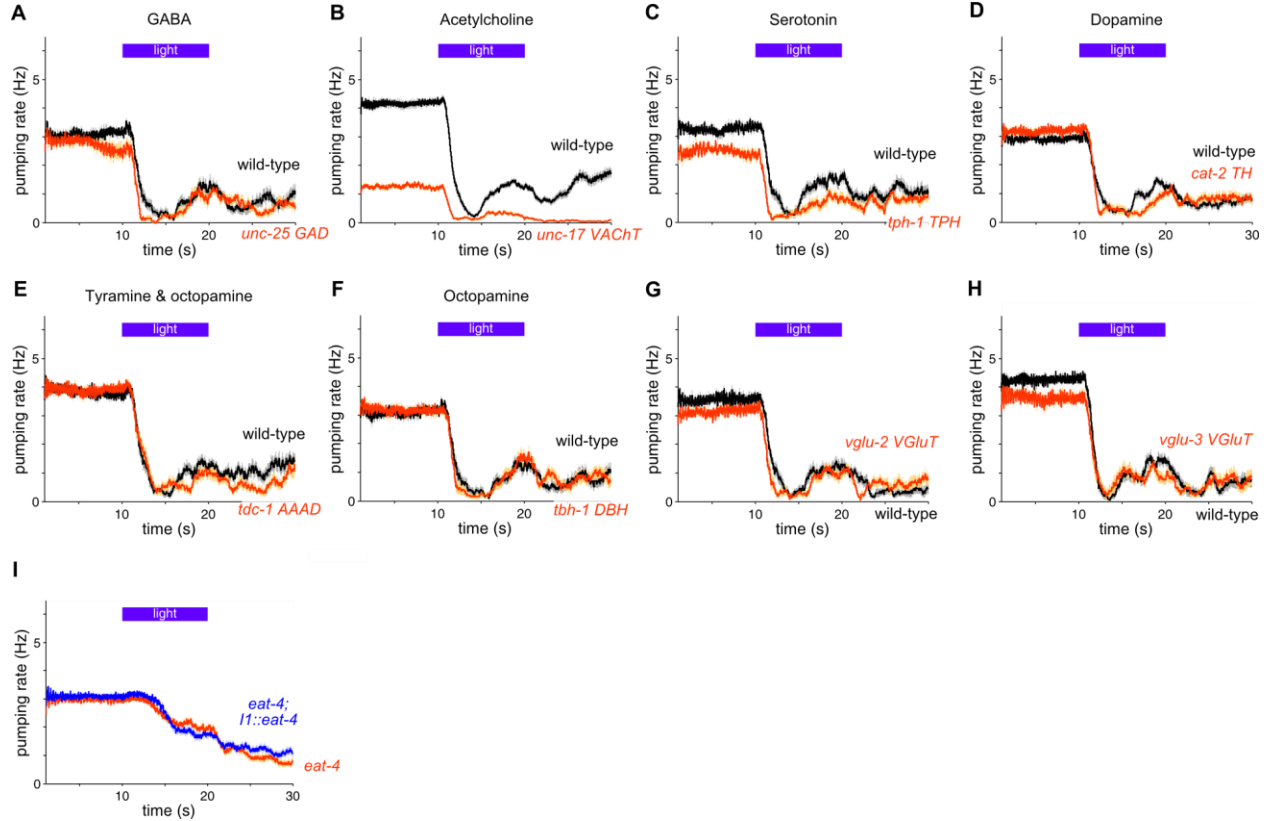 A
GABA
light
pumping rate (Hz)
5
0
10
20
time (s)
wild-type
unc-25 GAD
B
Acetylcholine
light
pumping rate (Hz)
5
0
10
20
time (s)
wild-type
unc-17 VAChT
C
Serotonin
light
pumping rate (Hz)
5
0
10
20
time (s)
wild-type
tph-1 TPH
D
Dopamine
light
pumping rate (Hz)
5
0
10
20
30
time (s)
wild-type
cat-2 TH
E
Tyramine & octopamine
light
pumping rate (Hz)
5
0
10
20
time (s)
wild-type
tdc-1 AAAD
F
Octopamine
light
pumping rate (Hz)
5
0
10
20
time (s)
wild-type
tbh-1 DBH
G
light
pumping rate (Hz)
5
0
10
20
time (s)
vglu-2 VGluT
wild-type
H
light
pumping rate (Hz)
5
0
10
20
time (s)
vglu-3 VGluT
wild-type
I
light
pumping rate (Hz)
5
0
10
20
30
time (s)
eat-4;
I1::eat-4
eat-4